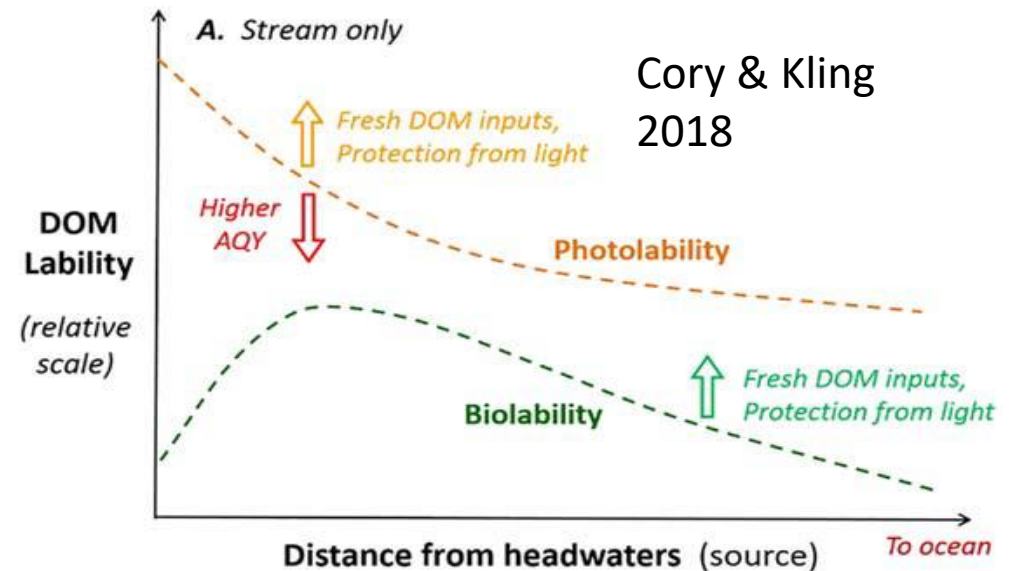 A. Stream only
Cory & Kling
2018
Fresh DOM inputs,
Protection from light
Higher
AQY
DOM
Lability
(relative
scale)
Photolability
Biolability
Fresh DOM inputs,
Protection from light
Distance from headwaters (source)
To ocean